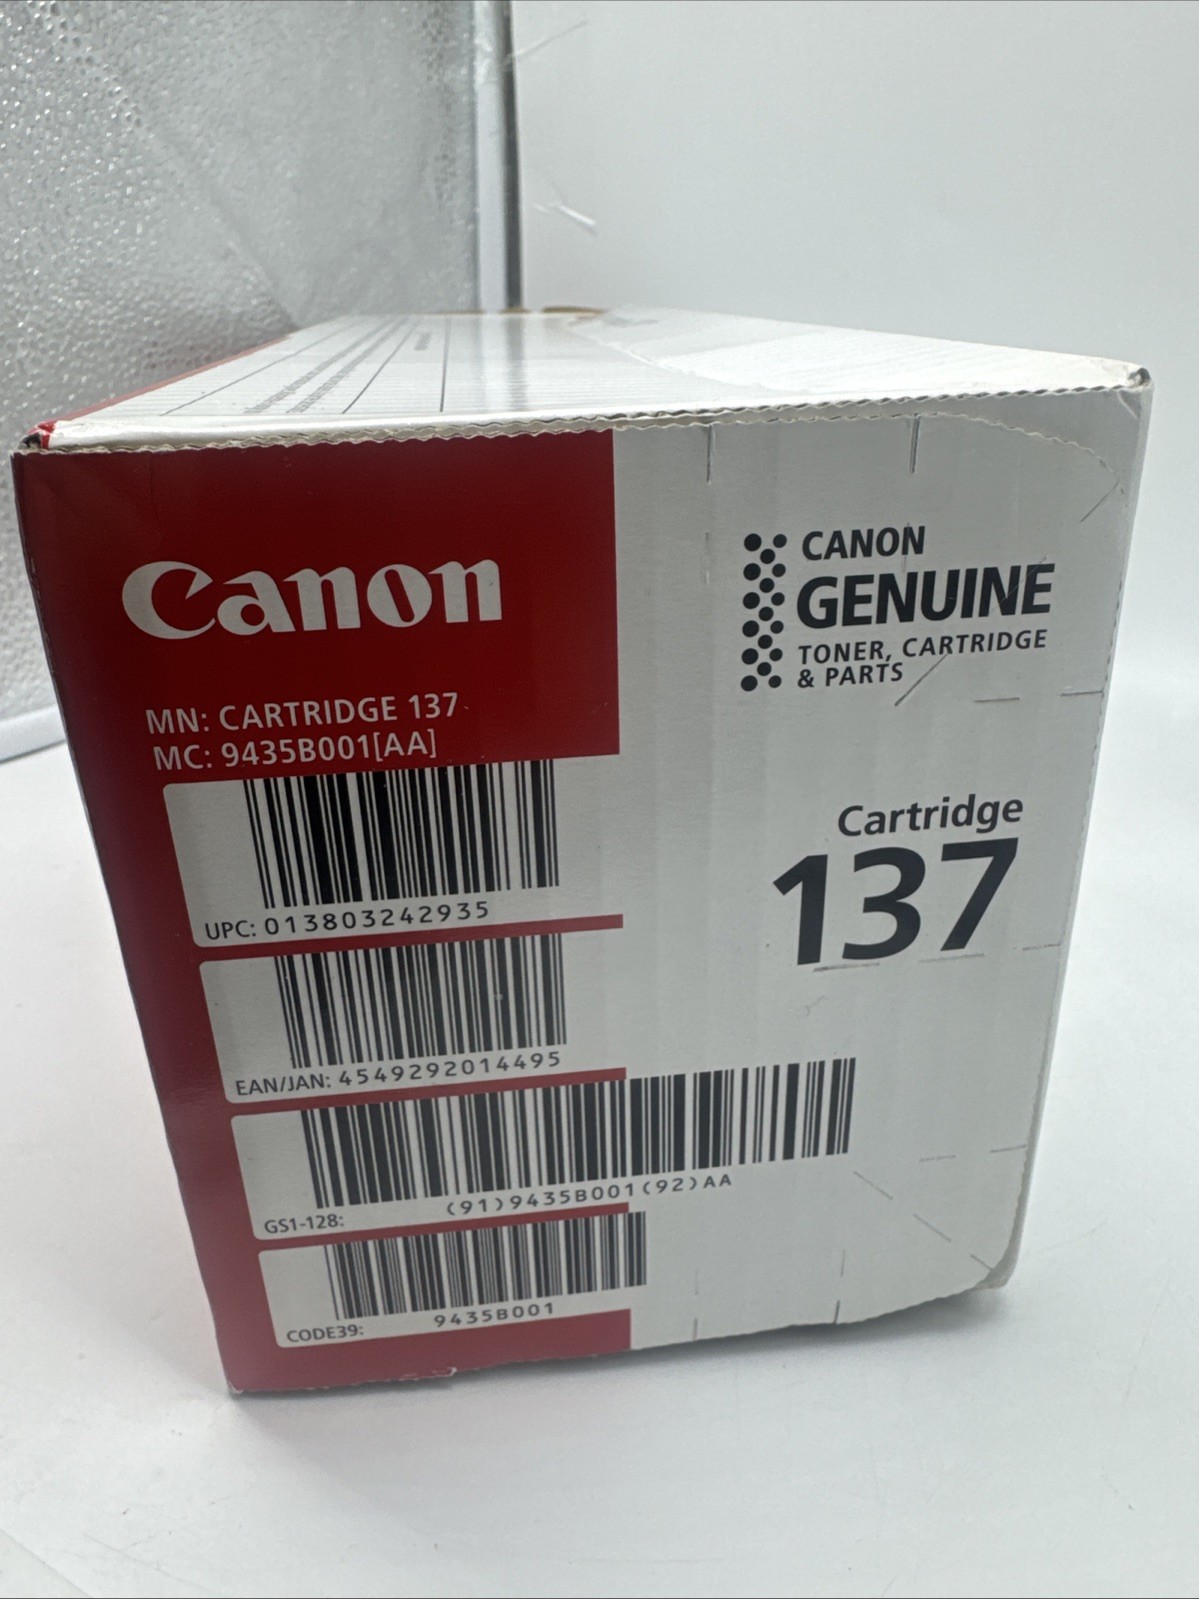 Canon
MN: CARTRIDGE 137
MC: 9435B001[AA]
UPC: 013803242935
EAN/JAN: 4549292014495
(91)9435B001(92)AA
GS1-128:
9435B001
CODE39:
CANON
GENUINE
TONER, CARTRIDGE
& PARTS
Cartridge
137